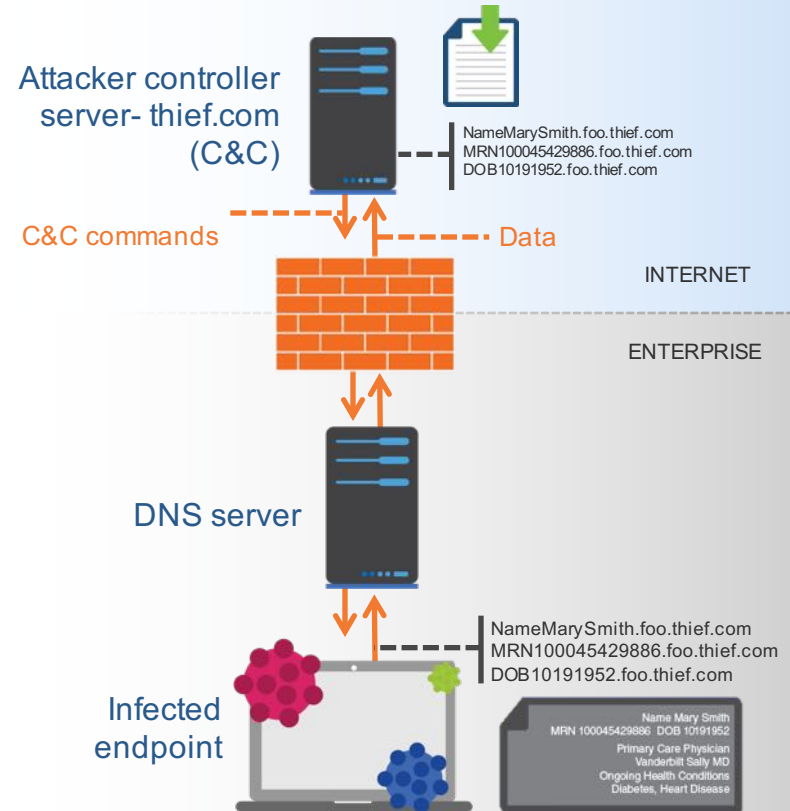 Attacker controller
server- thief.com
(C&C)
NameMarySmith.foo.thief.com
MRN100045429886.foo.thief.com
DOB10191952.foo.thief.com
C&C commands
Data
INTERNET
ENTERPRISE
DNS server
NameMarySmith.foo.thief.com
MRN100045429886.foo.thief.com
DOB10191952.foo.thief.com
Infected
endpoint
Name Mary Smith
MRN 100045429886 DOB 10191952
Primary Care Physician
Vanderbilt Sally MD
Ongoing Health Conditions
Diabetes, Heart Disease